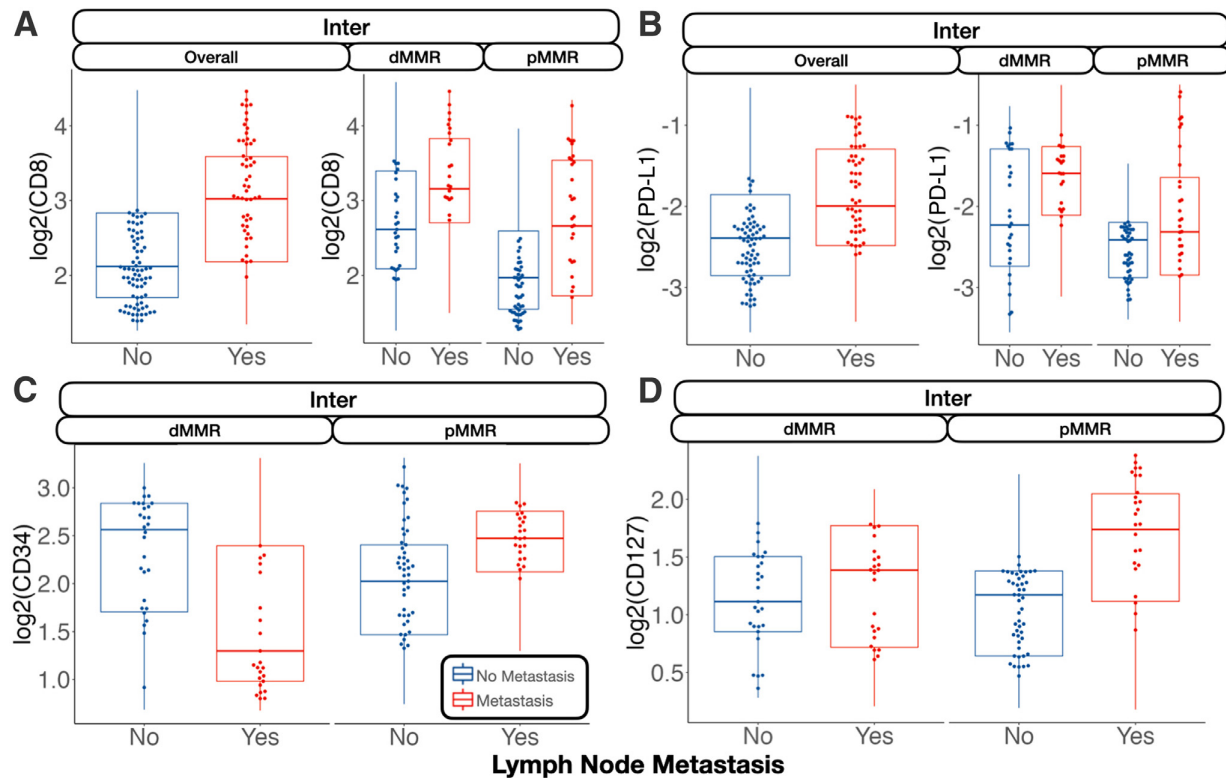 A
Inter
Overall
dMMR
pMMR
log2(CD8)
4
3
2
No
Yes
log2(CD8)
4
3
2
No
Yes
No
Yes
B
Inter
Overall
dMMR
pMMR
log2(PD-L1)
-1
-2
-3
No
Yes
log2(PD-L1)
-1
-2
-3
No
Yes
No
Yes
C
Inter
dMMR
pMMR
log2(CD34)
3.0
2.5
2.0
1.5
1.0
No Metastasis
Metastasis
No
Yes
No
Yes
D
Inter
dMMR
pMMR
log2(CD127)
2.0
1.5
1.0
0.5
No
Yes
No
Yes
Lymph Node Metastasis